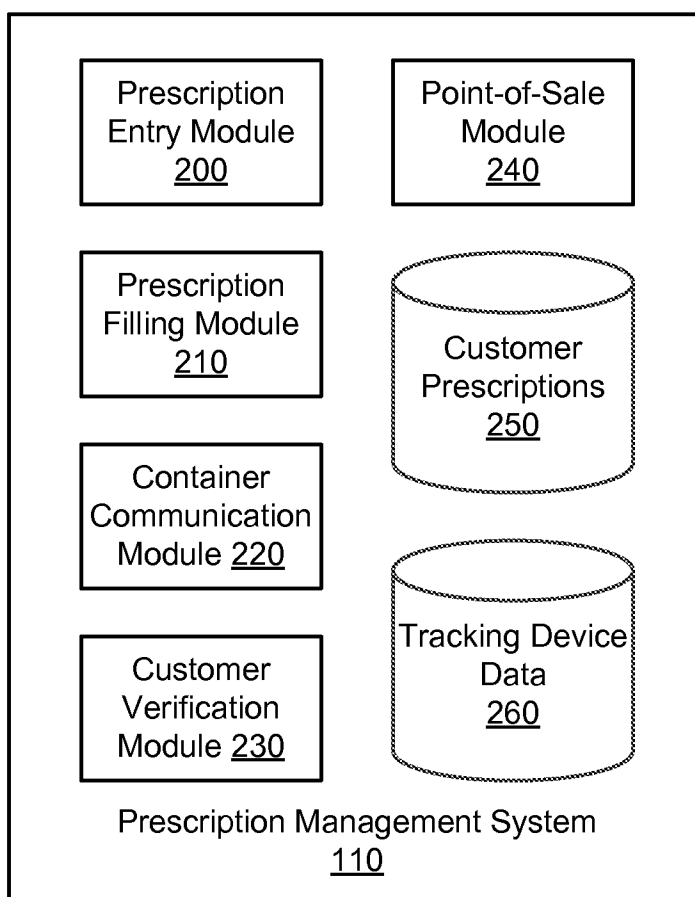 Prescription
Entry Module
200
Point-of-Sale
Module
240
Prescription
Filling Module
210
Customer
Prescriptions
250
Container
Communication
Module 220
Tracking Device
Data
260
Customer
Verification
Module 230
Prescription Management System
110